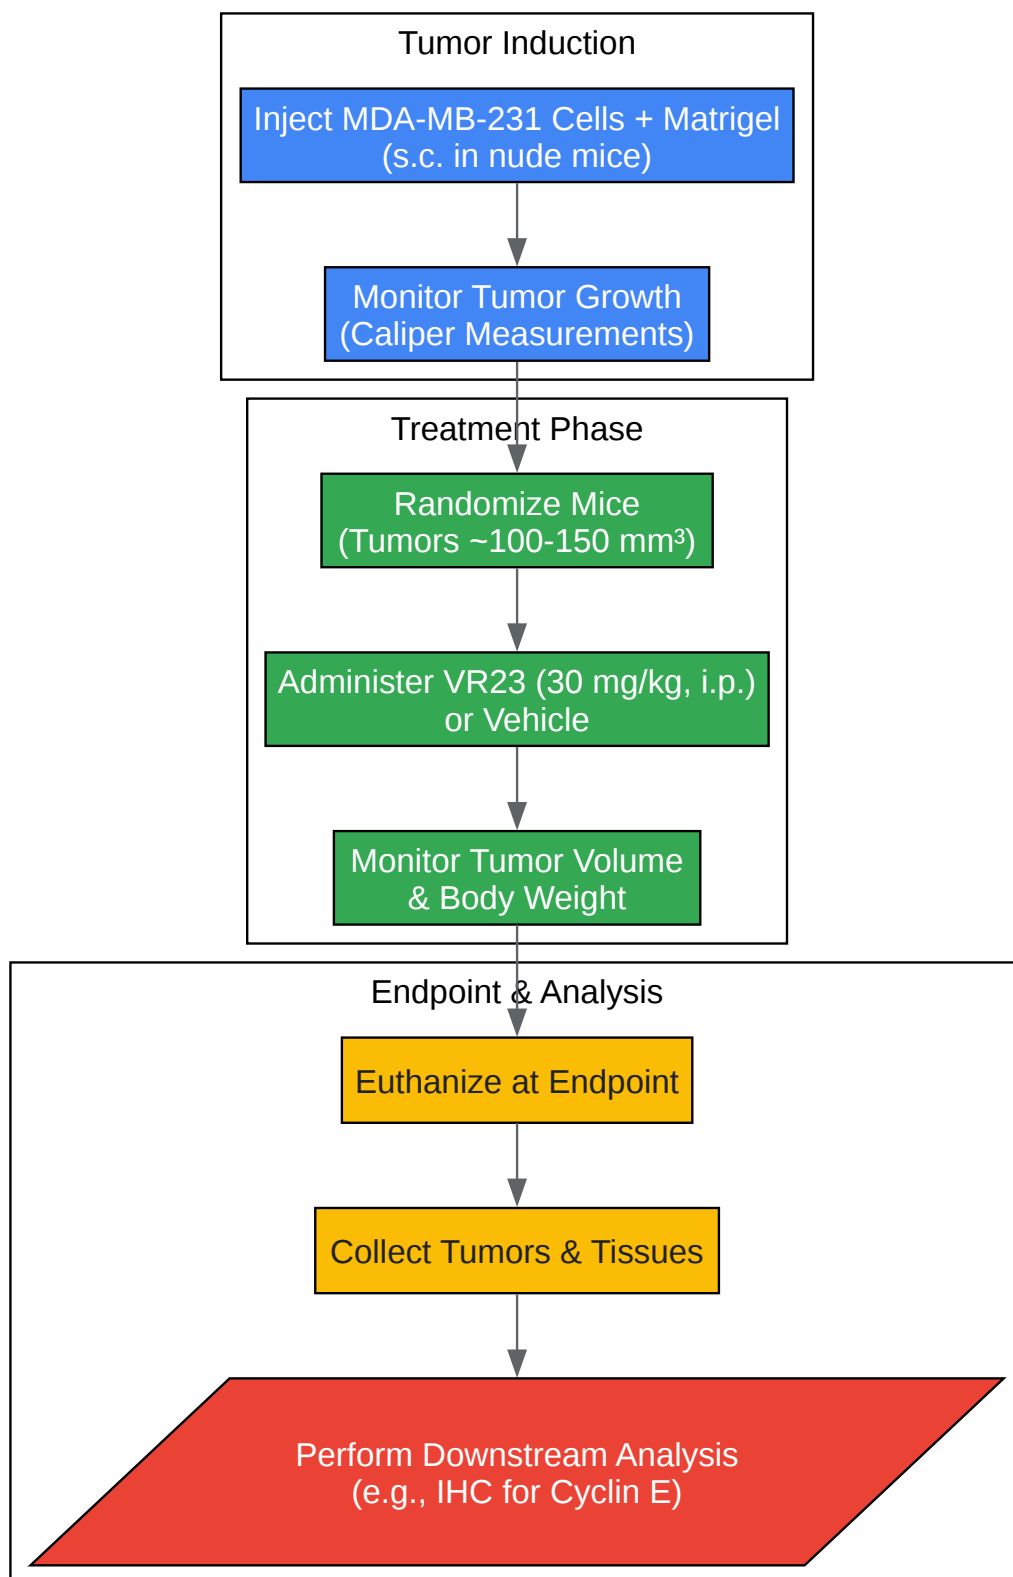 Tumor Induction
Inject MDA-MB-231 Cells + Matrigel
(s.c. in nude mice)
Monitor Tumor Growth
(Caliper Measurements)
Treatment Phase
Randomize Mice
(Tumors ~100-150 mm³)
Administer VR23 (30 mg/kg, i.p.)
or Vehicle
Monitor Tumor Volume
& Body Weight
Endpoint & Analysis
Euthanize at Endpoint
Collect Tumors & Tissues
Perform Downstream Analysis
(e.g., IHC for Cyclin E)